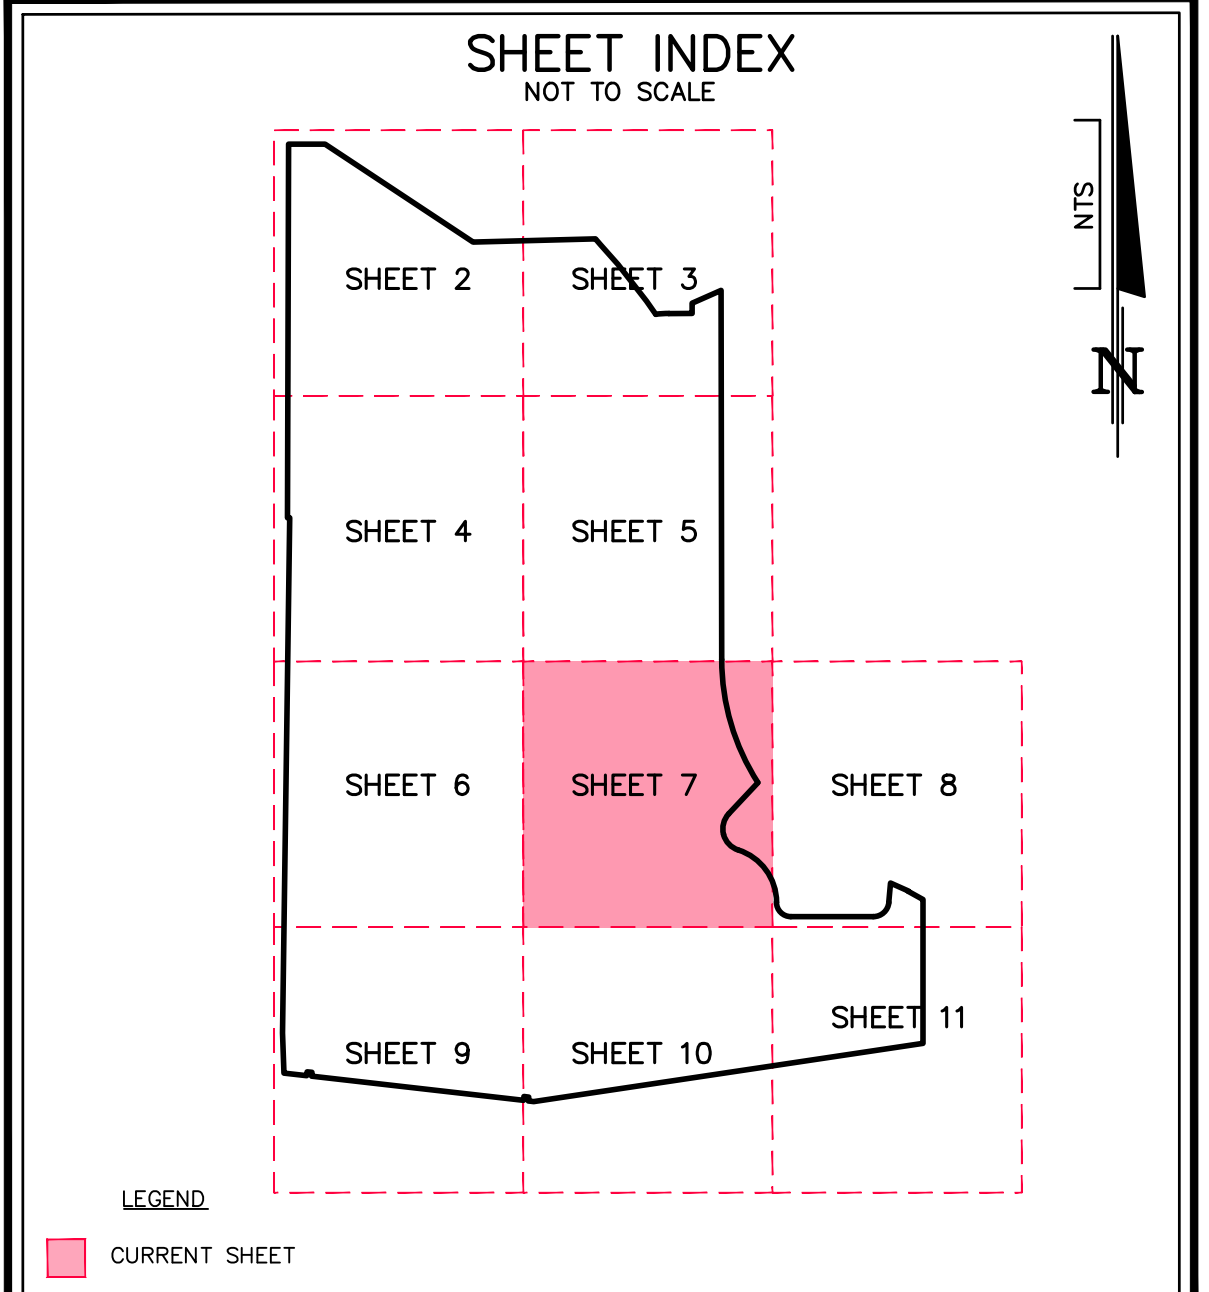 SHEET INDEX
NOT TO SCALE
NTS
N
SHEET 2
SHEET 3
SHEET 4
SHEET 5
SHEET 6
SHEET 7
SHEET 8
SHEET 9
SHEET 10
SHEET 11
LEGEND
CURRENT SHEET